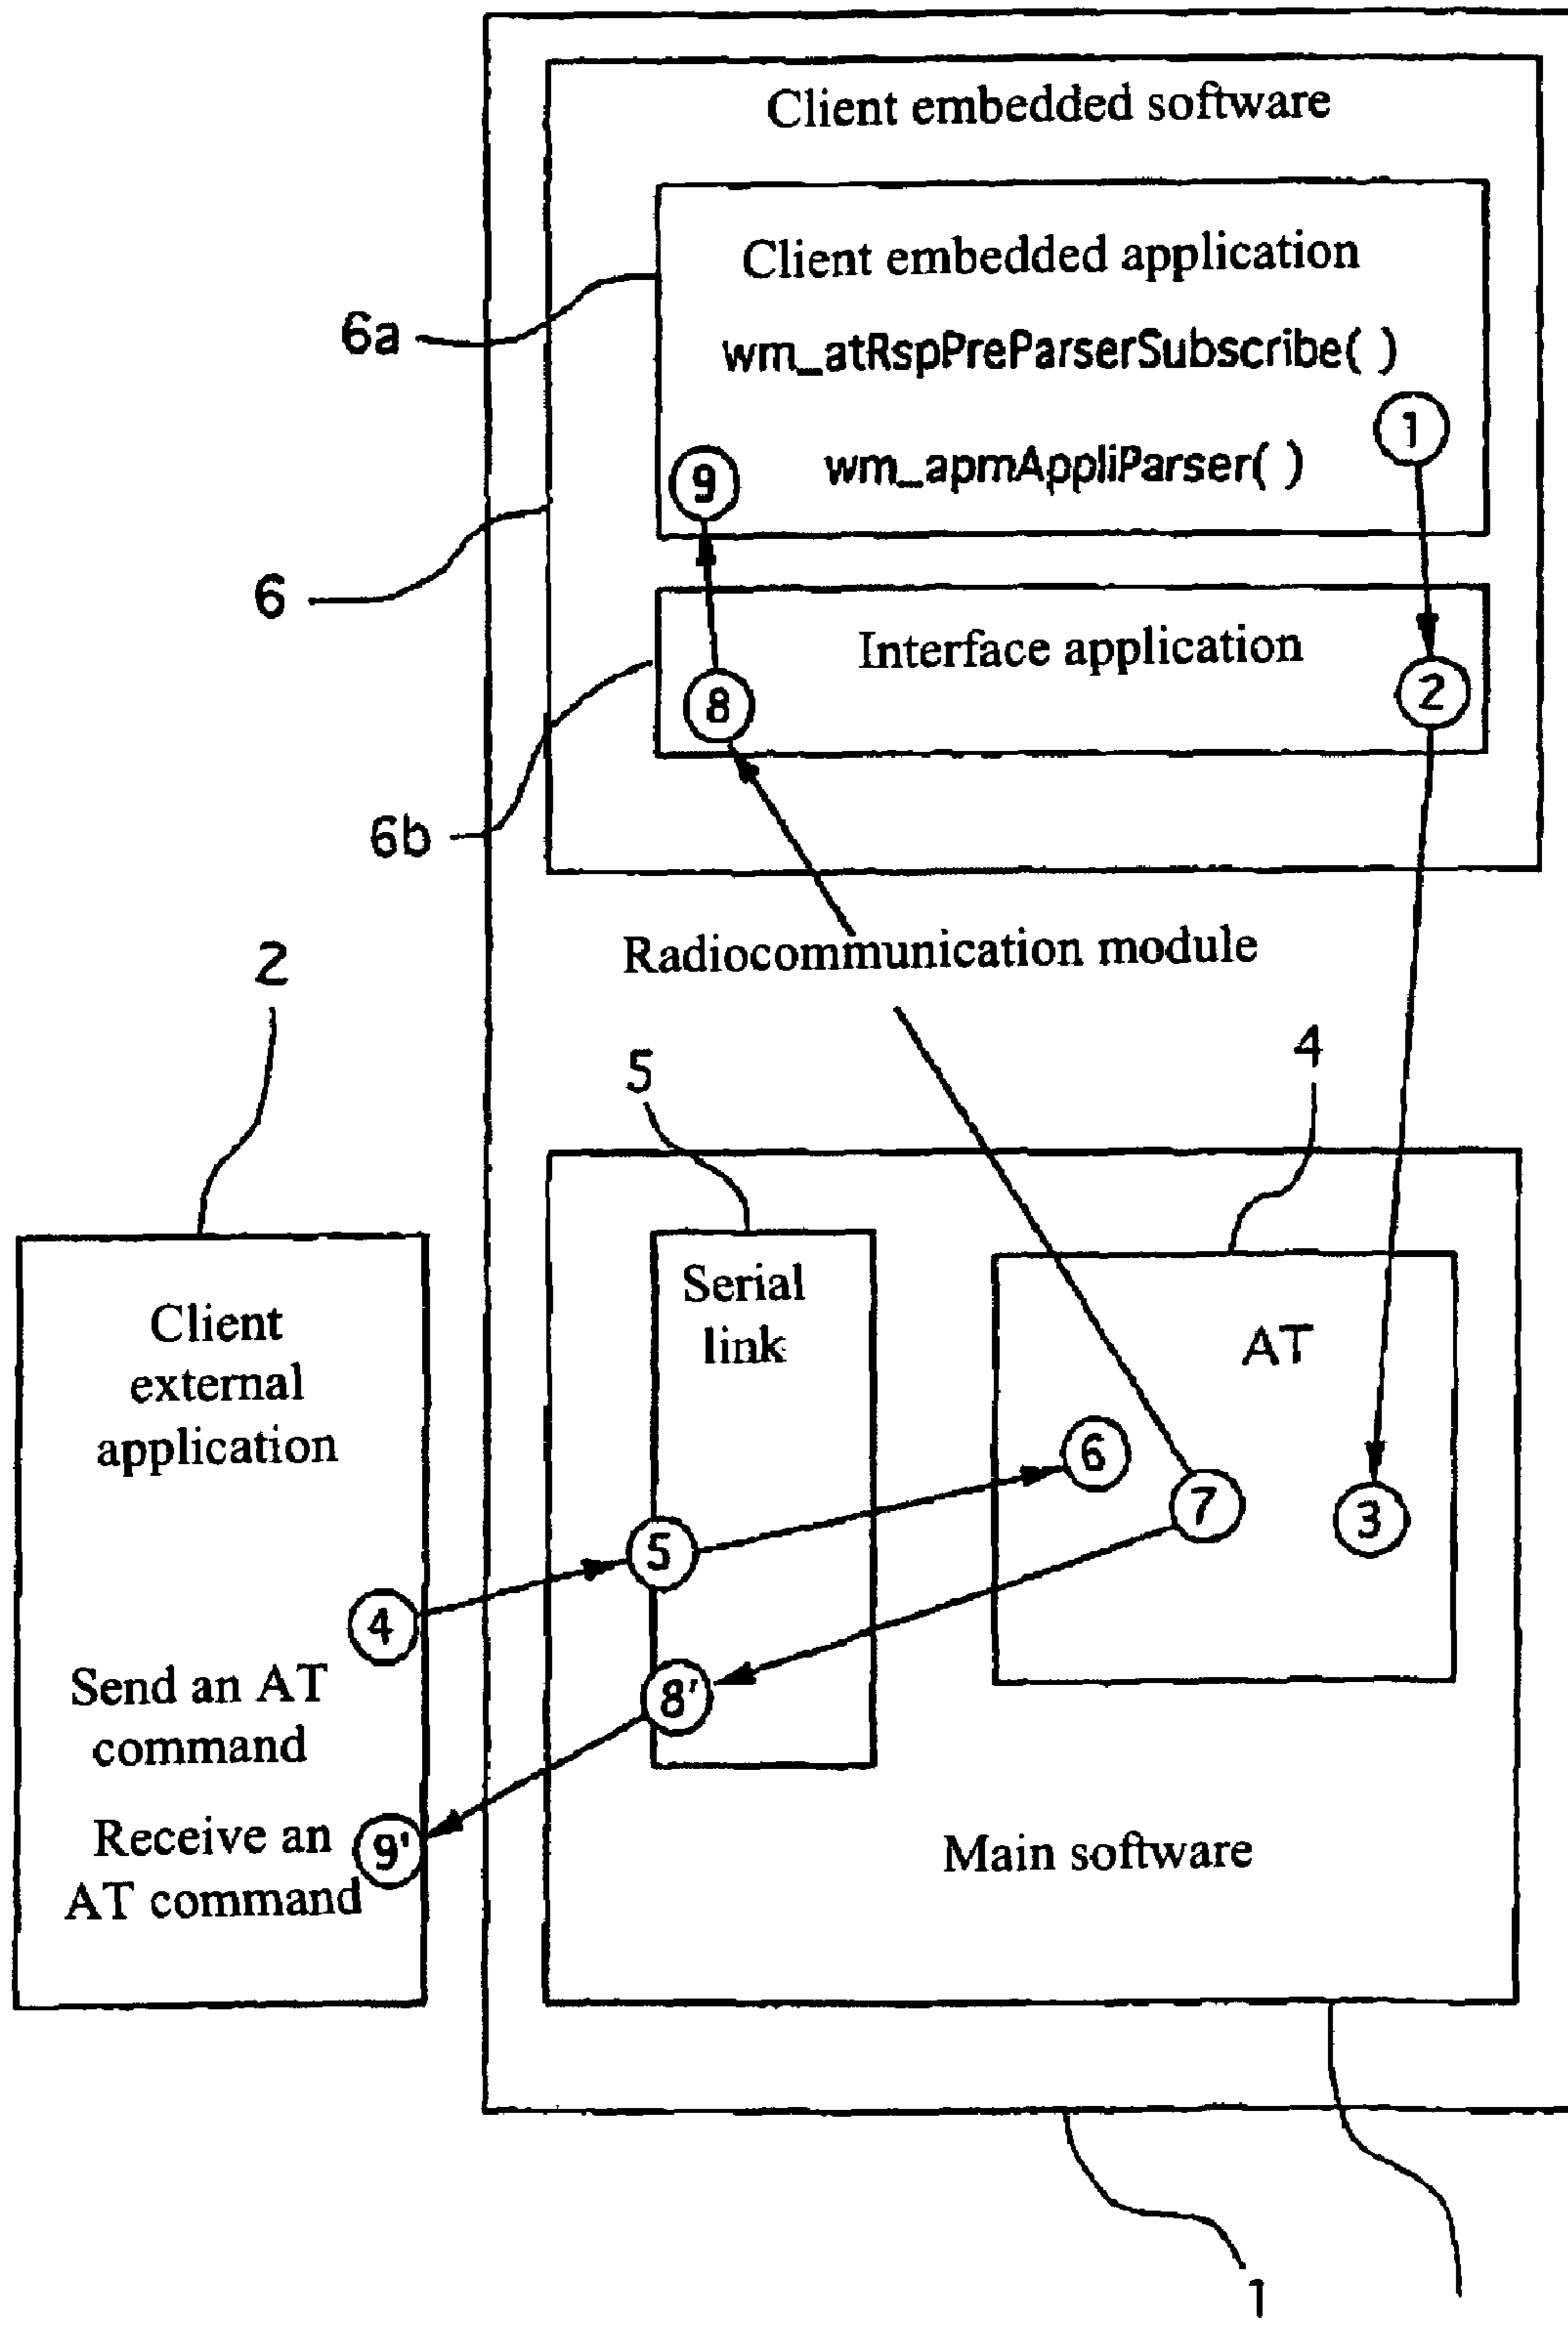 Client embedded software
Client embedded application
6a
wm_atRspPreParserSubscribe( )
1
wm_apmAppliParser( )
9
6
Interface application
2
8
6b
Radiocommunication module
2
4
5
Serial
link
AT
Client
external
application
6
7
3
5
4
Send an AT
command
8'
Receive an
AT command
9'
Main software
1